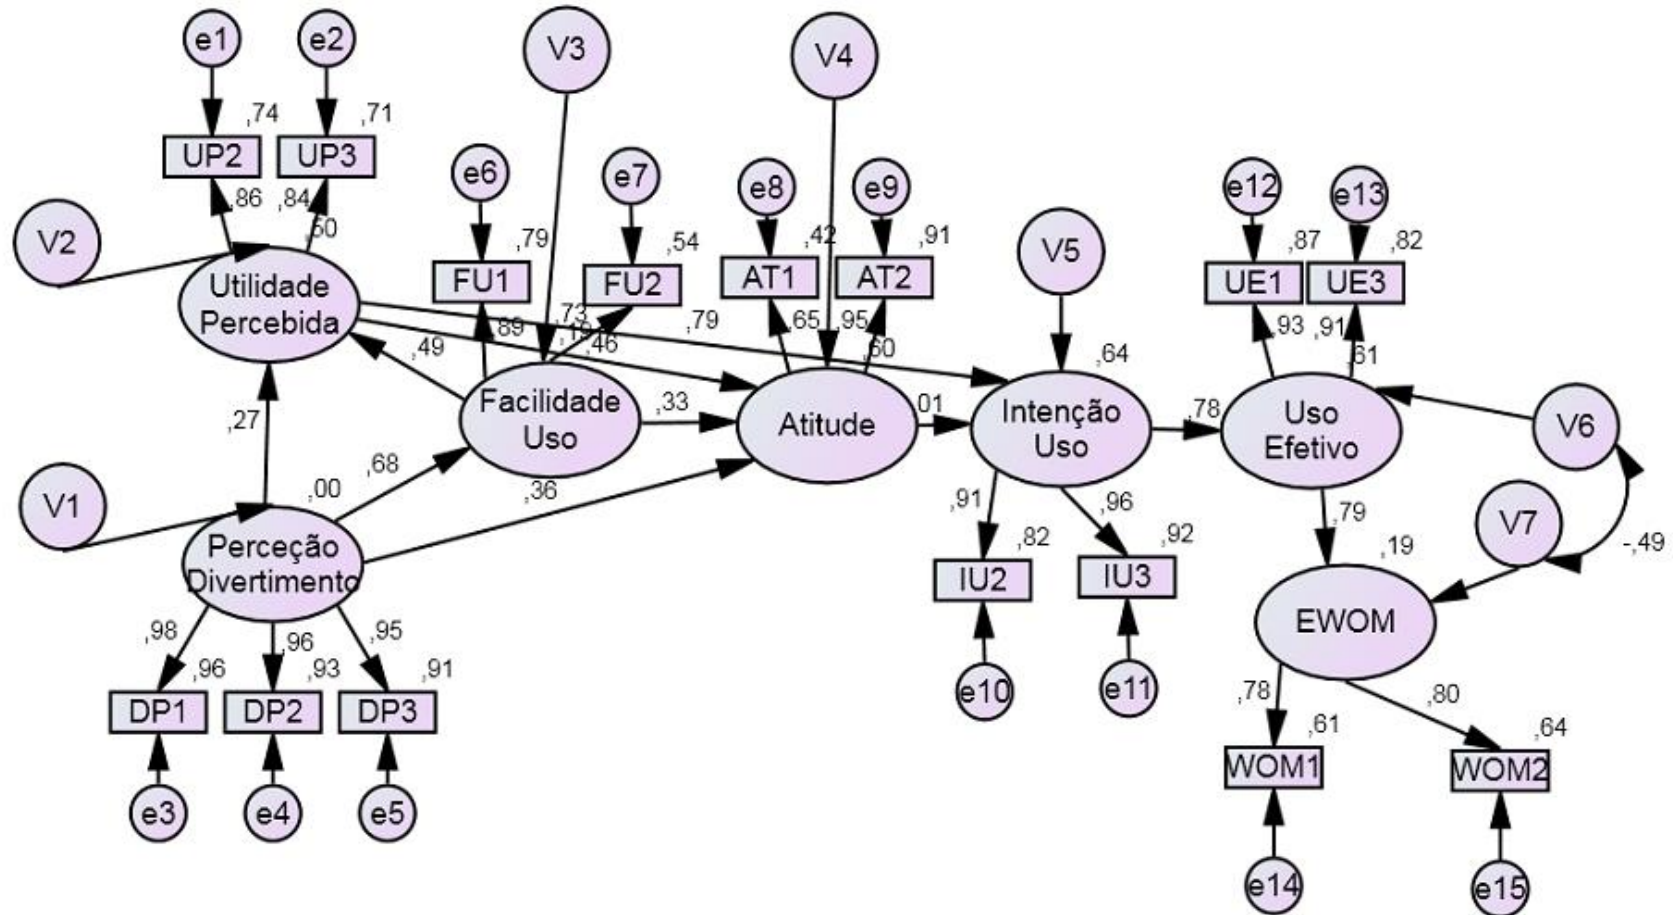 e1
e2
V3
V4
,74
,71
UP2
UP3
e6
e7
e8
e9
e12
e13
,86
,84
,50
V2
,79
,54
,42
,91
V5
,87
,82
FU1
FU2
AT1
AT2
UE1
UE3
Utilidade
Percebida
,73
,79
,89
,19
,46
,65
,95
,60
,64
,93
,91
,61
,49
Facilidade
Uso
,33
Atitude
,01
Intenção
Uso
,78
Uso
Efetivo
V6
,27
,68
,00
,36
V1
,91
,96
,79
V7
-,49
Perceção
Divertimento
,82
,92
,19
IU2
IU3
EWOM
,98
,96
,95
,96
,93
,91
DP1
DP2
DP3
e10
e11
,78
,80
,61
,64
WOM1
WOM2
e3
e4
e5
e14
e15